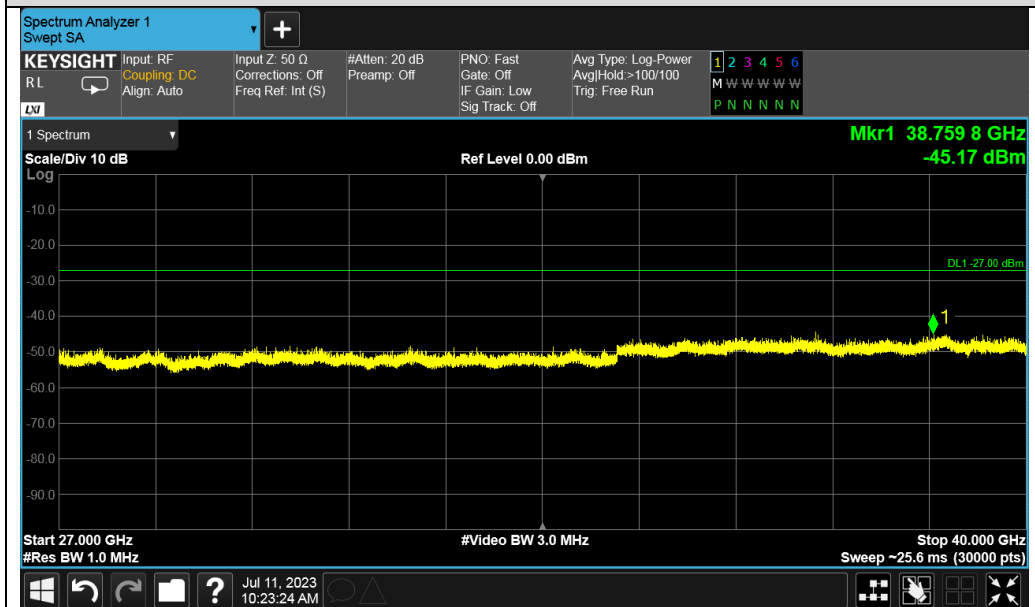 Spectrum Analyzer 1
Swept SA
+
KEYSIGHT
RL
LXI
Input: RF
Coupling: DC
Align: Auto
Input Z: 50 Ω
Corrections: Off
Freq Ref: Int (S)
#Atten: 20 dB
Preamp: Off
PNO: Fast
Gate: Off
IF Gain: Low
Sig Track: Off
Avg Type: Log-Power
Avg|Hold:>100/100
Trig: Free Run
1 2 3 4 5 6
M W W W W W
P N N N N N
1 Spectrum
Mkr1 38.759 8 GHz
-45.17 dBm
Scale/Div 10 dB
Ref Level 0.00 dBm
Log
-10.0
-20.0
DL1 -27.00 dBm
-30.0
-40.0
1
-50.0
-60.0
-70.0
-80.0
-90.0
Start 27.000 GHz
#Video BW 3.0 MHz
Stop 40.000 GHz
#Res BW 1.0 MHz
Sweep ~25.6 ms (30000 pts)
?
Jul 11, 2023
10:23:24 AM